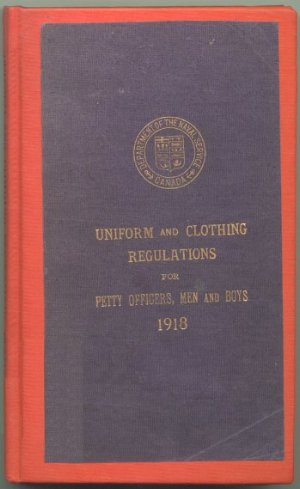 DEPARTMENT OF THE NAVAL SERVICE
CANADA
UNIFORM AND CLOTHING
REGULATIONS
FOR
PETTY OFFICERS, MEN AND BOYS
1918